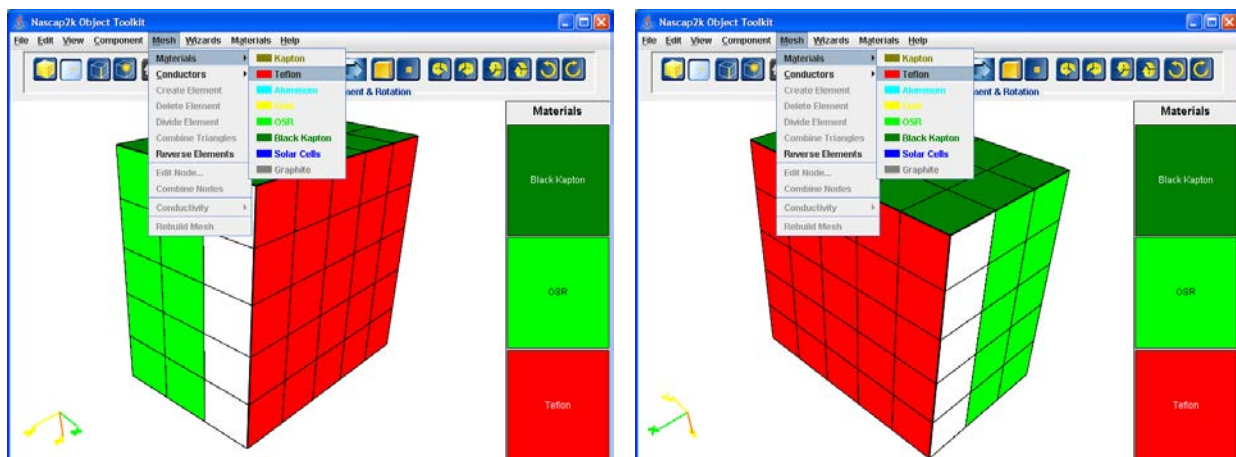 Nascap2k Object Toolkit
File Edit View Component Mesh Wizards Materials Help
Materials
Conductors
Create Element
Delete Element
Divide Element
Combine Triangles
Reverse Elements
Edit Node...
Combine Nodes
Conductivity
Rebuild Mesh
Kapton
Teflon
Aluminum
Gold
OSR
Black Kapton
Solar Cells
Graphite
ment & Rotation
Materials
Black Kapton
OSR
Teflon
Nascap2k Object Toolkit
File Edit View Component Mesh Wizards Materials Help
Materials
Conductors
Create Element
Delete Element
Divide Element
Combine Triangles
Reverse Elements
Edit Node...
Combine Nodes
Conductivity
Rebuild Mesh
Kapton
Teflon
Aluminum
Gold
OSR
Black Kapton
Solar Cells
Graphite
ment & Rotation
Materials
Black Kapton
OSR
Teflon